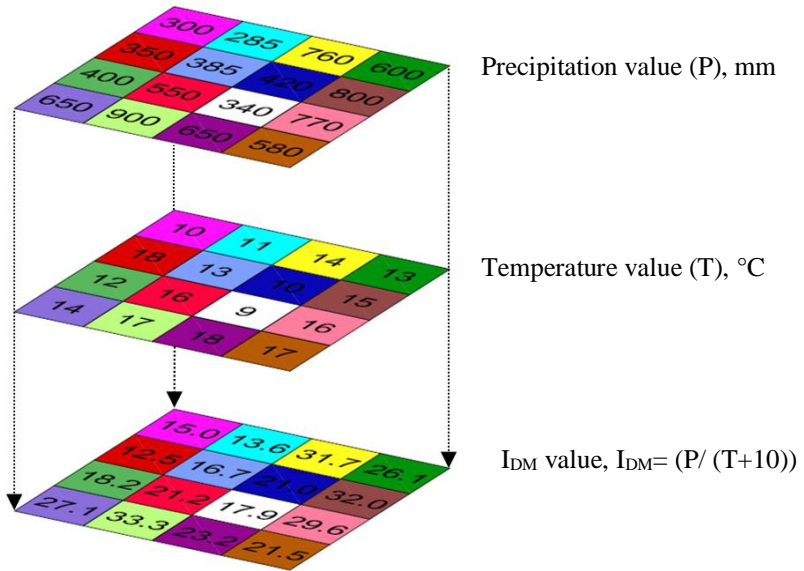 300 285 760 600
350 385 420 800
400 550 340 770
650 900 650 580
Precipitation value (P), mm
10 11 14 13
18 13 10 15
12 16 9 16
14 17 18 17
Temperature value (T), °C
15.0 13.6 31.7 26.1
12.5 16.7 21.0 32.0
18.2 21.2 17.9 29.6
27.1 33.3 23.2 21.5
IDM value, IDM= (P/ (T+10))